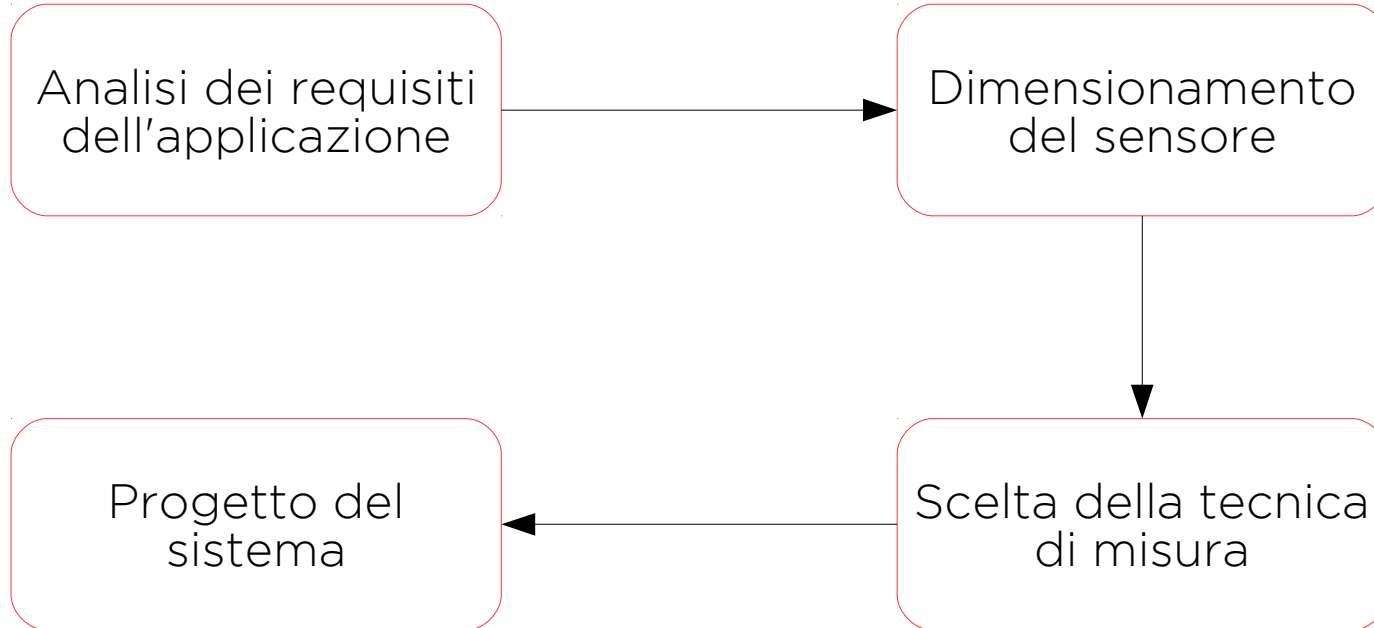 Analisi dei requisiti
dell'applicazione
Dimensionamento
del sensore
Progetto del
sistema
Scelta della tecnica
di misura